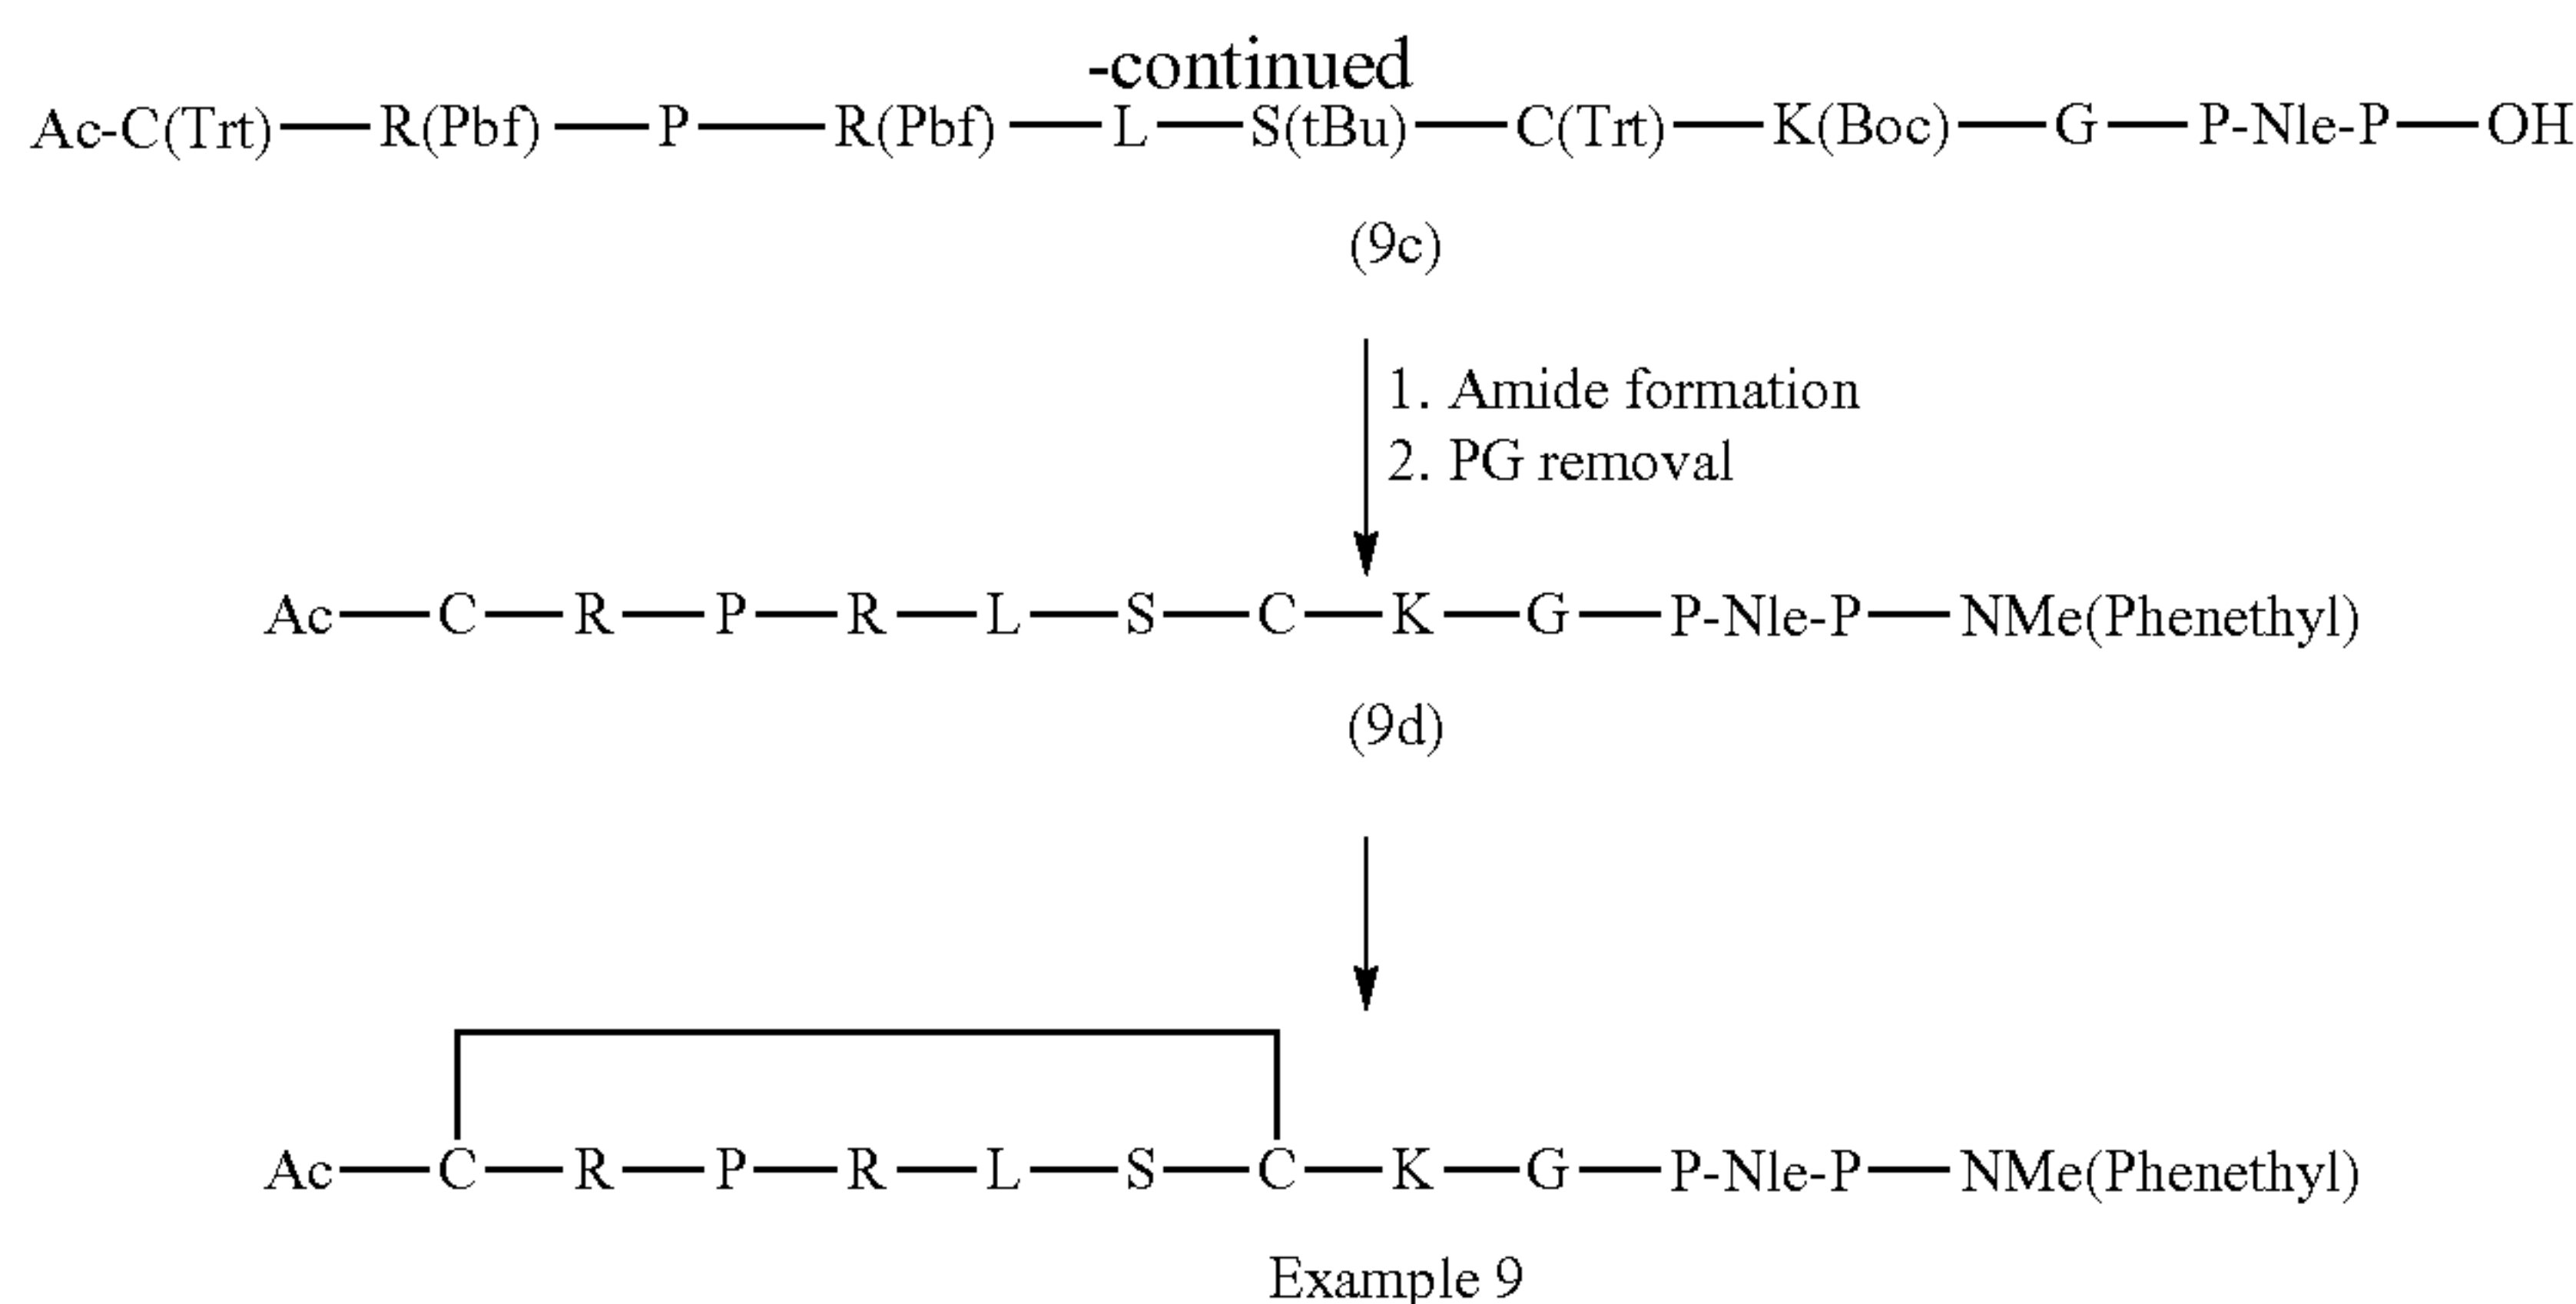 -continued
Ac-C(Trt)—R(Pbf)—P—R(Pbf)—L—S(tBu)—C(Trt)—K(Boc)—G—P-Nle-P—OH
(9c)
1. Amide formation
2. PG removal
Ac—C—R—P—R—L—S—C—K—G—P-Nle-P—NMe(Phenethyl)
(9d)
Ac—C—R—P—R—L—S—C—K—G—P-Nle-P—NMe(Phenethyl)
Example 9